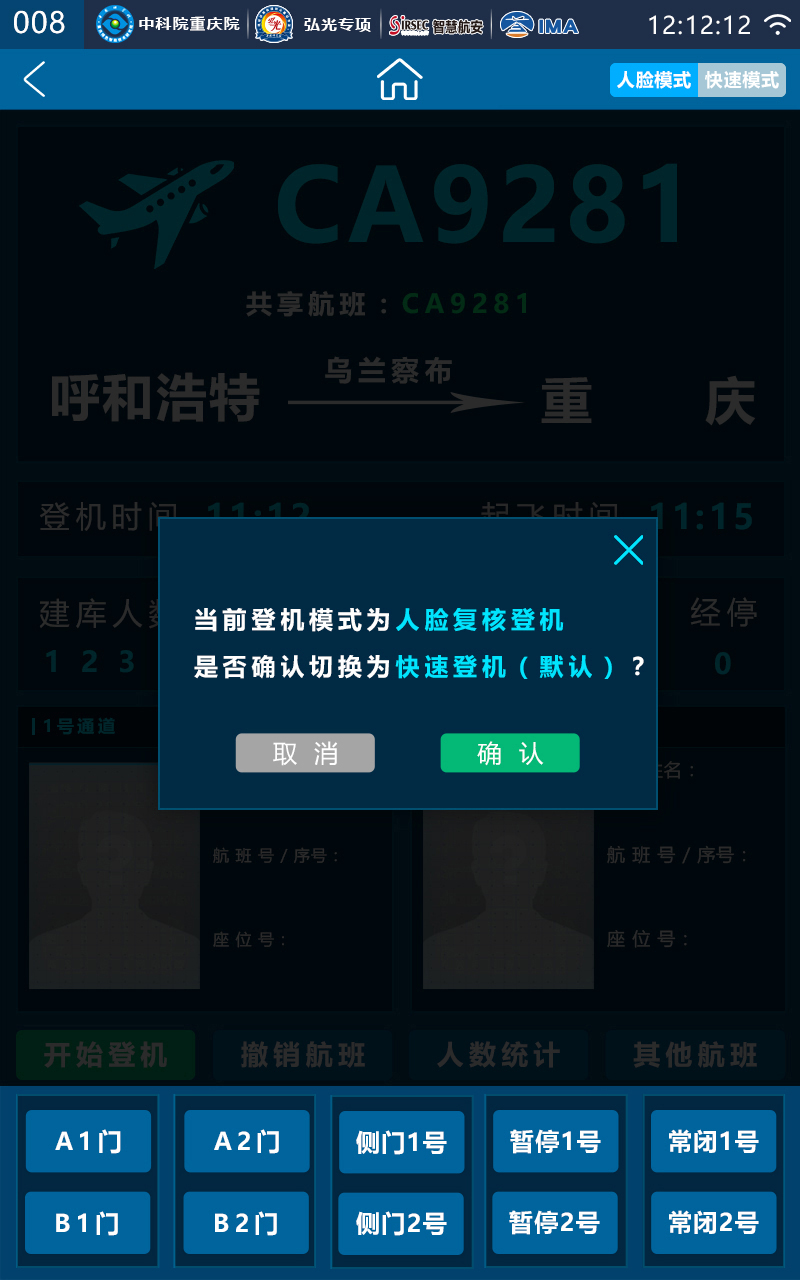 008 中科院重庆院 弘光专项 SiRSEC 智慧航安 IMA 12:12:12
人脸模式 快速模式
CA9281
共享航班：CA9281
呼和浩特 乌兰察布 重 庆
登机时间 11:12 起飞时间 11:15
建库人数 经停
1 2 3 0
当前登机模式为人脸复核登机
是否确认切换为快速登机（默认）?
取 消 确 认
1号通道
姓名：
航班号/序号： 航班号/序号：
座位号： 座位号：
开始登机 撤销航班 人数统计 其他航班
A1门 A2门 侧门1号 暂停1号 常闭1号
B1门 B2门 侧门2号 暂停2号 常闭2号